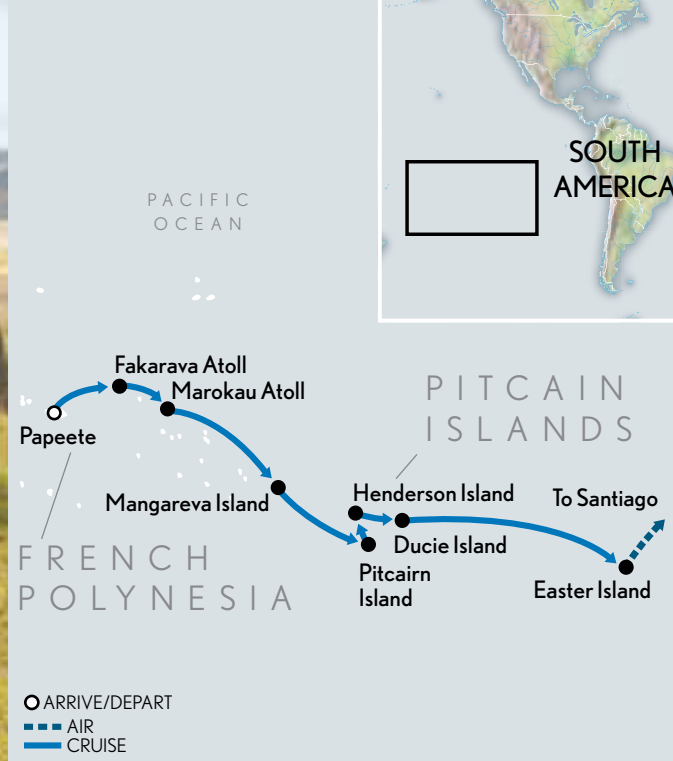 SOUTH
AMERICA
PACIFIC
OCEAN
Fakarava Atoll
Marokau Atoll
Papeete
PITCAIN
ISLANDS
Mangareva Island
Henderson Island
To Santiago
Ducie Island
Pitcairn
Island
Easter Island
FRENCH
POLYNESIA
ARRIVE/DEPART
AIR
CRUISE